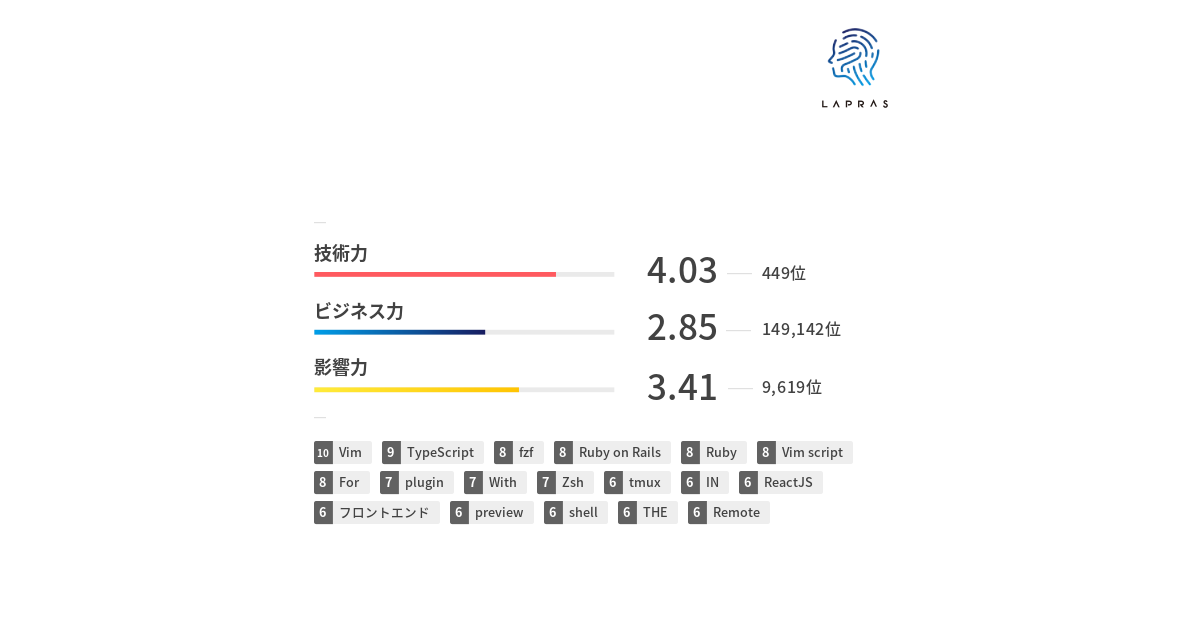 LAPRAS
技術力
4.03 449位
ビジネス力
2.85 149,142位
影響力
3.41 9,619位
10 Vim 9 TypeScript 8 fzf 8 Ruby on Rails 8 Ruby 8 Vim script
8 For 7 plugin 7 With 7 Zsh 6 tmux 6 IN 6 ReactJS
6 フロントエンド 6 preview 6 shell 6 THE 6 Remote